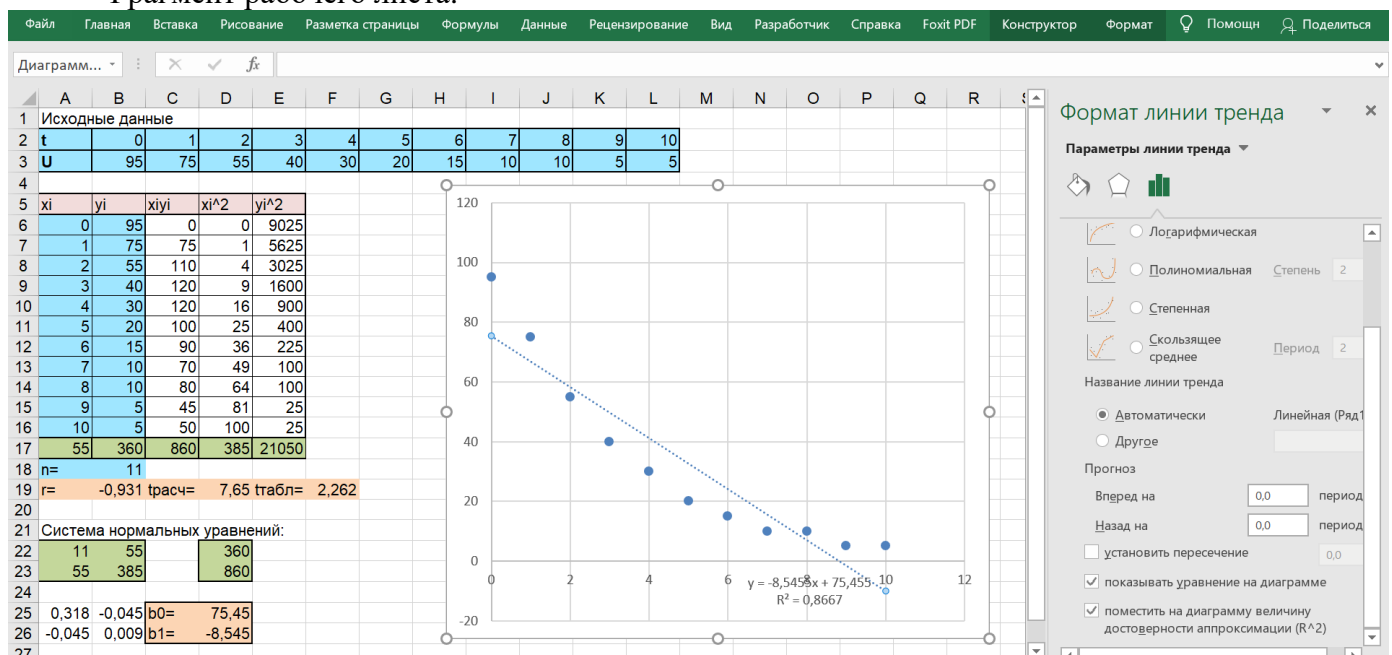 Фрагмент рабочего листа:
Файл Главная Вставка Рисование Разметка страницы Формулы Данные Рецензирование Вид Разработчик Справка Foxit PDF Конструктор Формат Помощн Поделиться
Диаграмм... fx
A B C D E F G H I J K L M N O P Q R
1 Исходные данные
2 t 0 1 2 3 4 5 6 7 8 9 10
3 U 95 75 55 40 30 20 15 10 10 5 5
4
5 xi yi xiyi xi^2 yi^2
6 0 95 0 0 9025
7 1 75 75 1 5625
8 2 55 110 4 3025
9 3 40 120 9 1600
10 4 30 120 16 900
11 5 20 100 25 400
12 6 15 90 36 225
13 7 10 70 49 100
14 8 10 80 64 100
15 9 5 45 81 25
16 10 5 50 100 25
17 55 360 860 385 21050
18 n= 11
19 r= -0,931 tрасч= 7,65 tтабл= 2,262
20
21 Система нормальных уравнений:
22 11 55 360
23 55 385 860
24
25 0,318 -0,045 b0= 75,45
26 -0,045 0,009 b1= -8,545
27
120
100
80
60
40
20
0
-20
0 2 4 6 8 10 12
y = -8,5455x + 75,455
R² = 0,8667
Формат линии тренда
Параметры линии тренда
Логарифмическая
Полиномиальная Степень 2
Степенная
Скользящее
среднее
Период 2
Название линии тренда
Автоматически Линейная (Ряд1
Другое
Прогноз
Вперед на 0,0 период
Назад на 0,0 период
установить пересечение 0,0
показывать уравнение на диаграмме
поместить на диаграмму величину
достоверности аппроксимации (R^2)